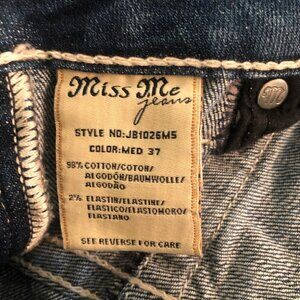 Miss Me
jeans
STYLE NO:JB1026M5
COLOR:MED 37
98% COTTON/COTON/
ALGODÓN/BAUMWOLLE/
ALGODÃO
2% ELASTIN/ELASTINE/
ELASTICO/ELASTOMORO/
ELASTANO
SEE REVERSE FOR CARE